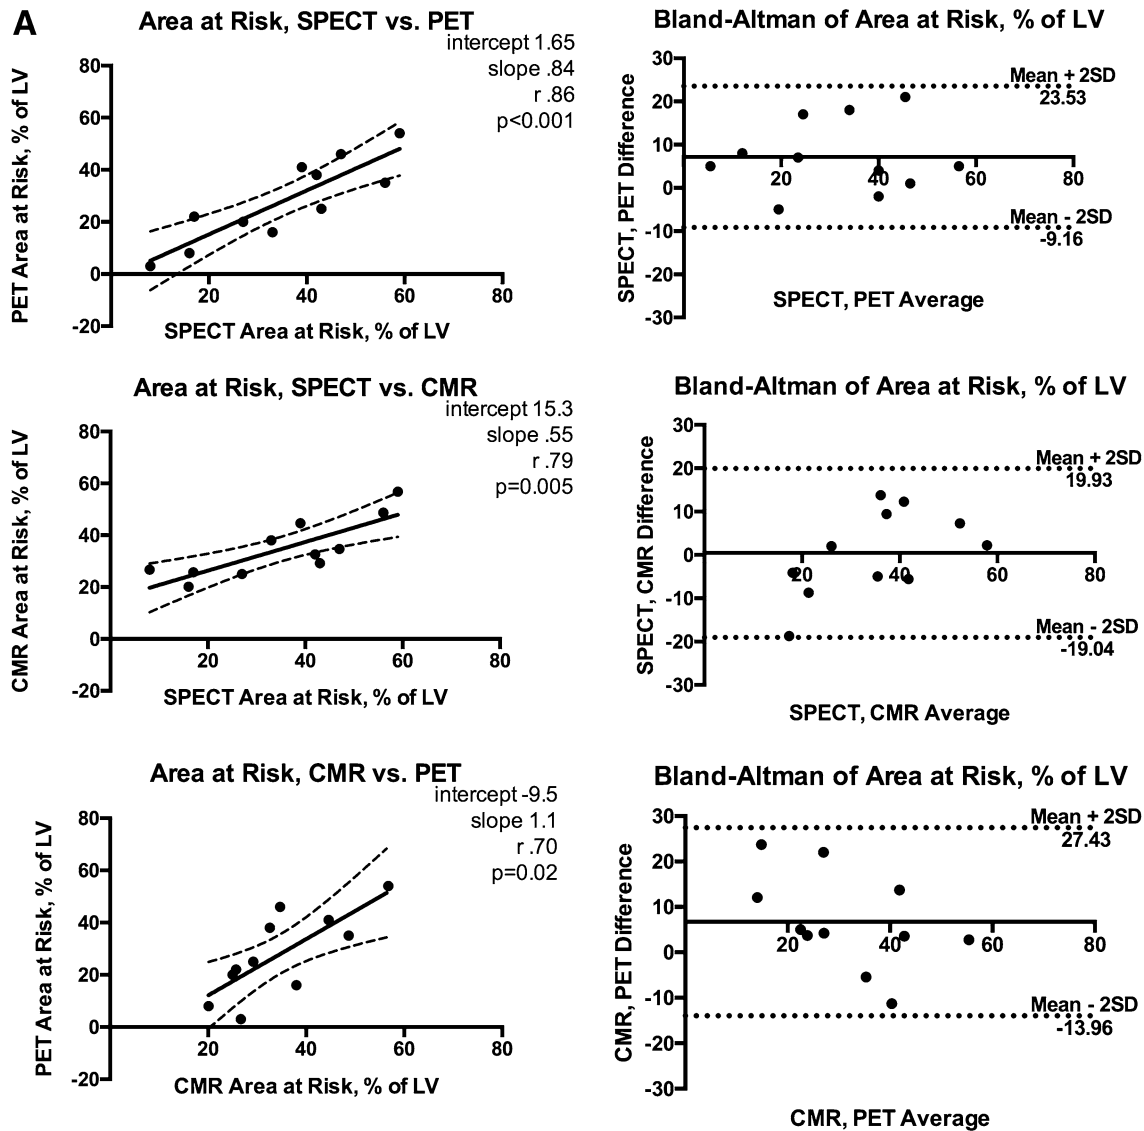 A
Area at Risk, SPECT vs. PET
intercept 1.65
slope .84
r .86
p<0.001
80
60
40
20
0
-20
20
40
60
80
PET Area at Risk, % of LV
SPECT Area at Risk, % of LV
Bland-Altman of Area at Risk, % of LV
30
20
10
0
-10
-20
-30
20
40
60
80
Mean + 2SD
23.53
Mean - 2SD
-9.16
SPECT, PET Difference
SPECT, PET Average
Area at Risk, SPECT vs. CMR
intercept 15.3
slope .55
r .79
p=0.005
80
60
40
20
0
-20
20
40
60
80
CMR Area at Risk, % of LV
SPECT Area at Risk, % of LV
Bland-Altman of Area at Risk, % of LV
30
20
10
0
-10
-20
-30
20
40
60
80
Mean + 2SD
19.93
Mean - 2SD
-19.04
SPECT, CMR Difference
SPECT, CMR Average
Area at Risk, CMR vs. PET
intercept -9.5
slope 1.1
r .70
p=0.02
80
60
40
20
0
-20
20
40
60
80
PET Area at Risk, % of LV
CMR Area at Risk, % of LV
Bland-Altman of Area at Risk, % of LV
30
20
10
0
-10
-20
-30
20
40
60
80
Mean + 2SD
27.43
Mean - 2SD
-13.96
CMR, PET Difference
CMR, PET Average